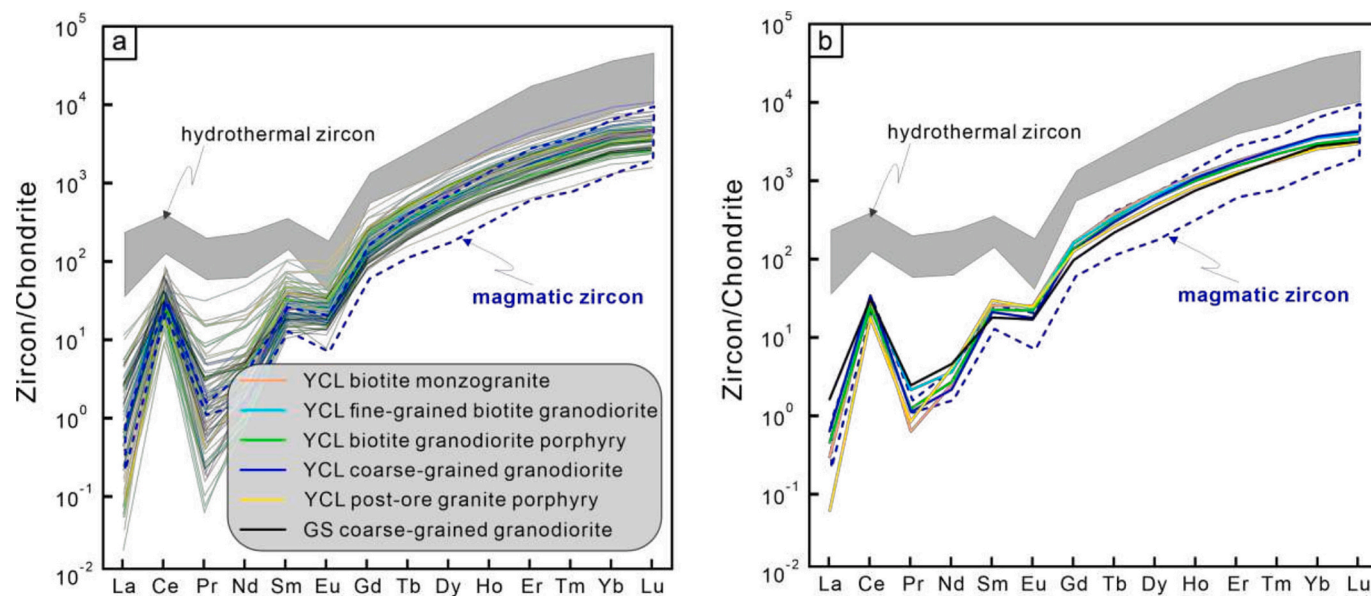 a
Zircon/Chondrite
10^5
10^4
10^3
10^2
10^1
10^0
10^-1
10^-2
hydrothermal zircon
magmatic zircon
YCL biotite monzogranite
YCL fine-grained biotite granodiorite
YCL biotite granodiorite porphyry
YCL coarse-grained granodiorite
YCL post-ore granite porphyry
GS coarse-grained granodiorite
La Ce Pr Nd Sm Eu Gd Tb Dy Ho Er Tm Yb Lu
b
Zircon/Chondrite
10^5
10^4
10^3
10^2
10^1
10^0
10^-1
10^-2
hydrothermal zircon
magmatic zircon
La Ce Pr Nd Sm Eu Gd Tb Dy Ho Er Tm Yb Lu